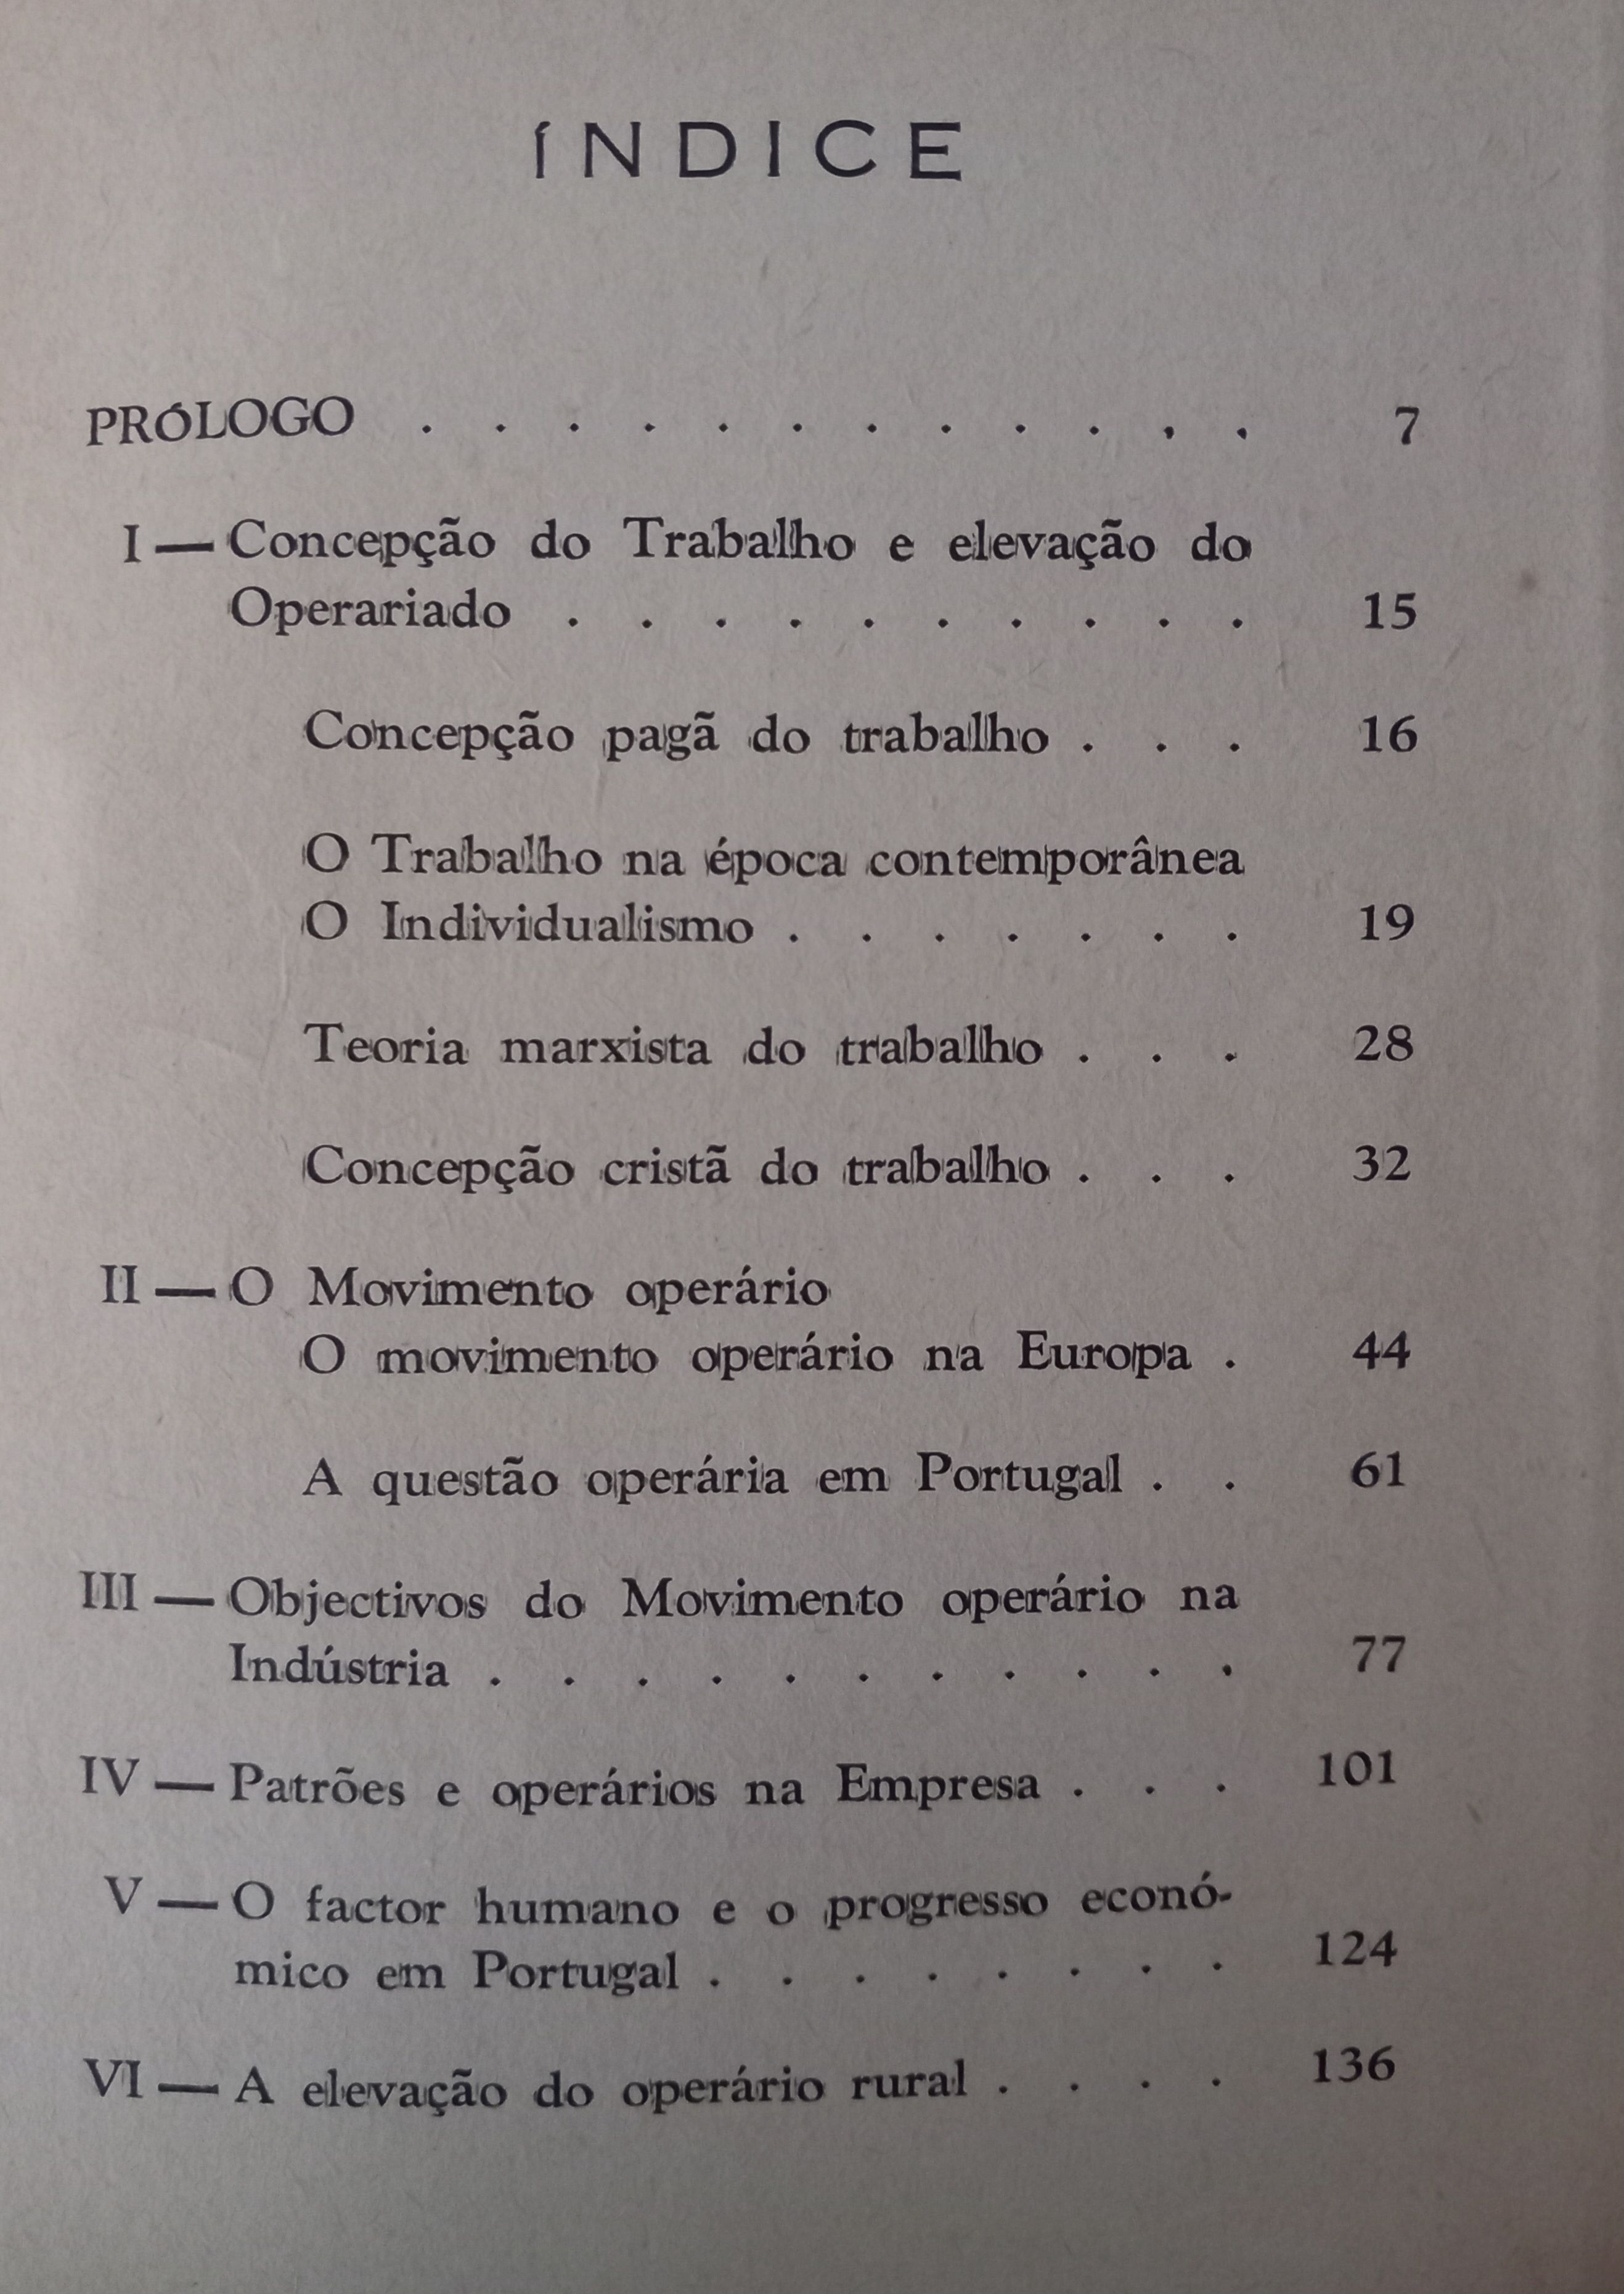 ÍNDICE
PRÓLOGO . . . . . . . . . . . . 7
I — Concepção do Trabalho e elevação do
Operariado . . . . . . . . . . 15
Concepção pagã do trabalho . . . 16
O Trabalho na época contemporânea
O Individualismo . . . . . . . 19
Teoria marxista do trabalho . . . 28
Concepção cristã do trabalho . . . 32
II — O Movimento operário
O movimento operário na Europa . 44
A questão operária em Portugal . . 61
III — Objectivos do Movimento operário na
Indústria . . . . . . . . . . . 77
IV — Patrões e operários na Empresa . . . 101
V — O factor humano e o progresso econó-
mico em Portugal . . . . . . . . 124
VI — A elevação do operário rural . . . . 136